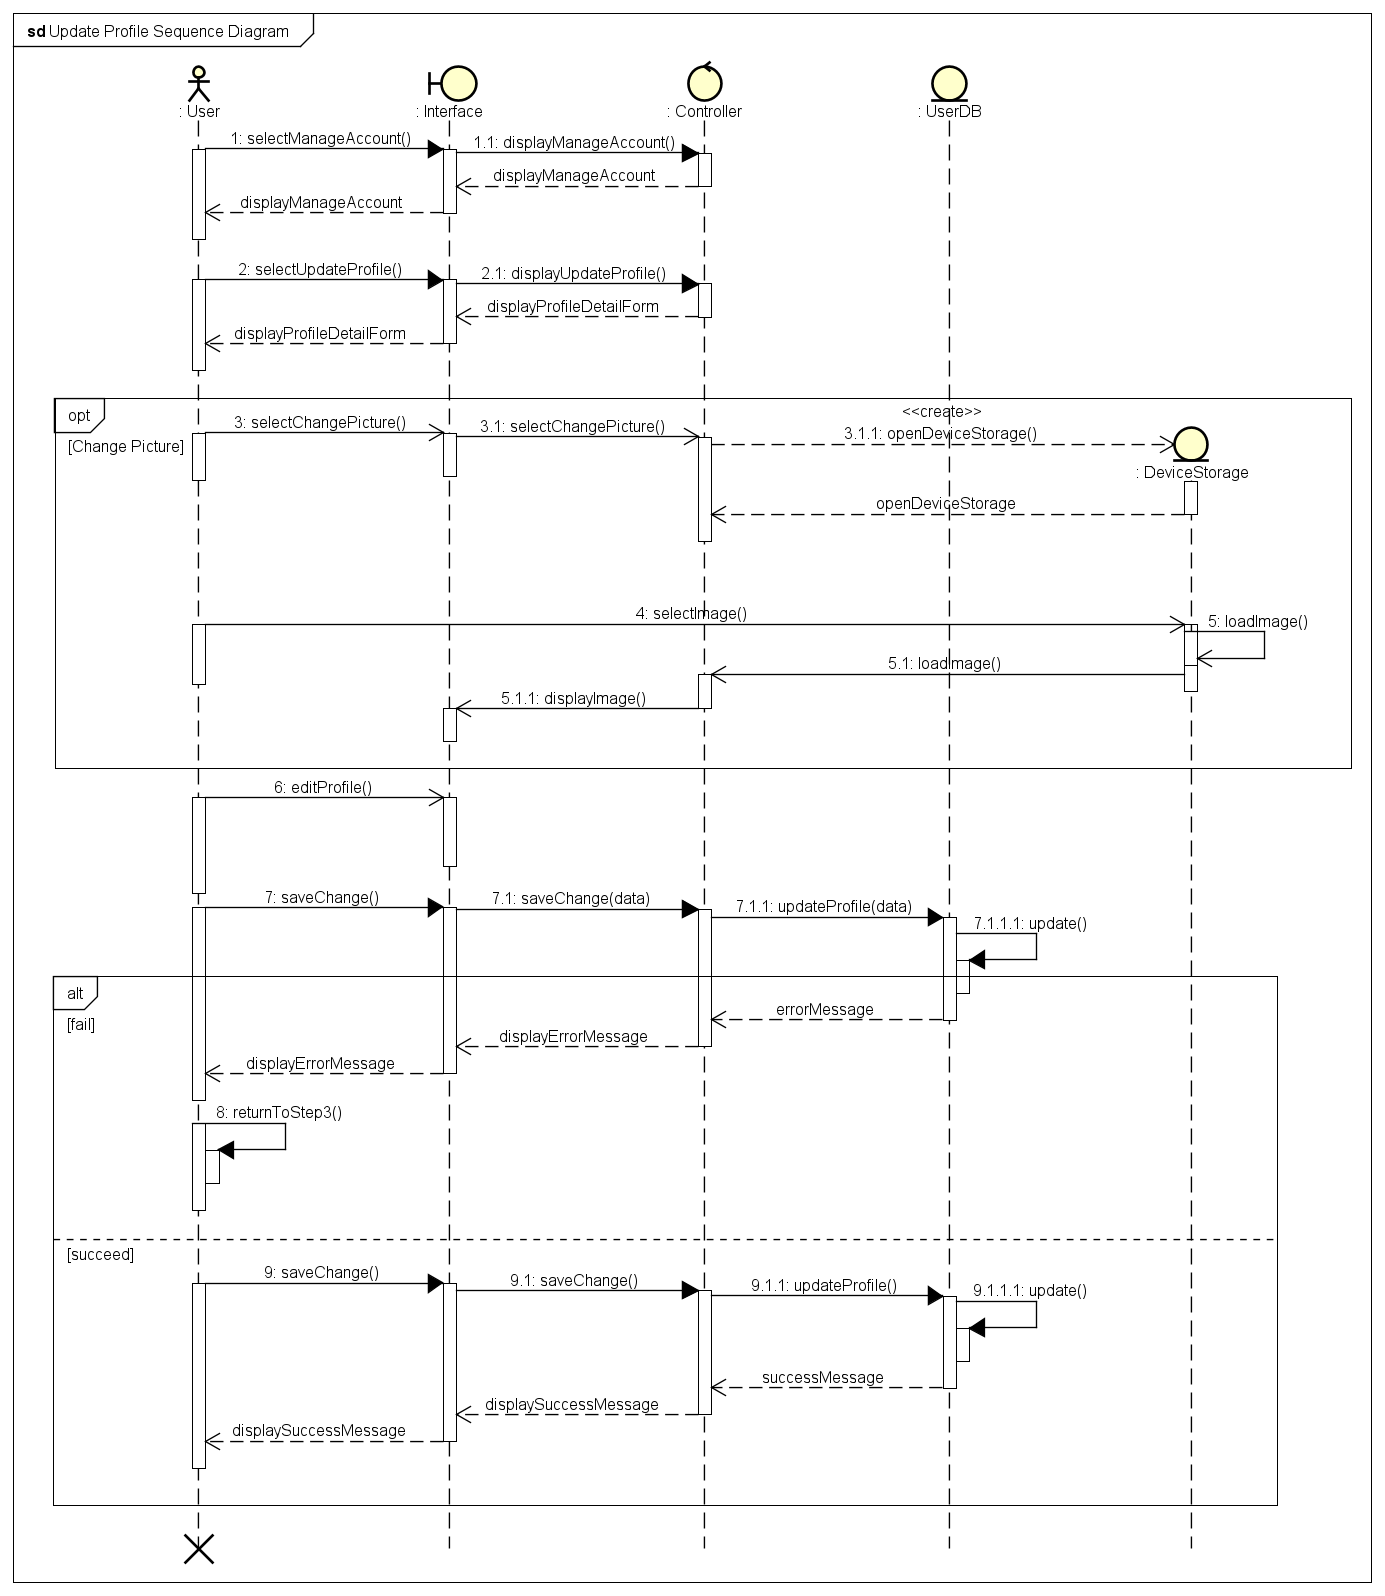 sd Update Profile Sequence Diagram
: User
: Interface
: Controller
: UserDB
1: selectManageAccount()
1.1: displayManageAccount()
displayManageAccount
displayManageAccount
2: selectUpdateProfile()
2.1: displayUpdateProfile()
displayProfileDetailForm
displayProfileDetailForm
opt
[Change Picture]
3: selectChangePicture()
3.1: selectChangePicture()
<<create>>
3.1.1: openDeviceStorage()
: DeviceStorage
openDeviceStorage
4: selectImage()
5: loadImage()
5.1: loadImage()
5.1.1: displayImage()
6: editProfile()
7: saveChange()
7.1: saveChange(data)
7.1.1: updateProfile(data)
7.1.1.1: update()
alt
[fail]
errorMessage
displayErrorMessage
displayErrorMessage
8: returnToStep3()
[succeed]
9: saveChange()
9.1: saveChange()
9.1.1: updateProfile()
9.1.1.1: update()
successMessage
displaySuccessMessage
displaySuccessMessage